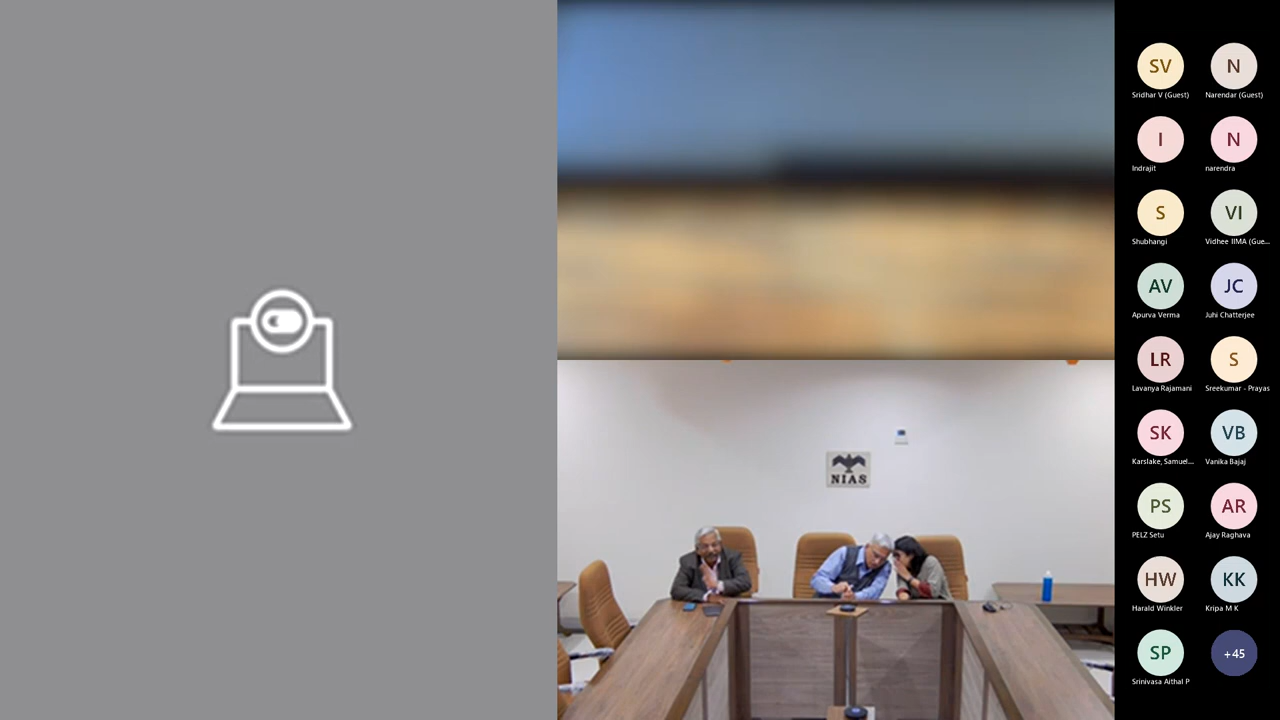 NIAS
SV N
Sridhar V (Guest) Narendar (Guest)
I N
Indrajit narendra
S VI
Shubhangi Vidhee IIMA (Gue...
AV JC
Apurva Verma Juhi Chatterjee
LR S
Lavanya Rajamani Sreekumar - Prayas
SK VB
Karslake, Samuel... Vanika Bajaj
PS AR
PELZ Setu Ajay Raghava
HW KK
Harald Winkler Kripa M K
SP +45
Srinivasa Aithal P